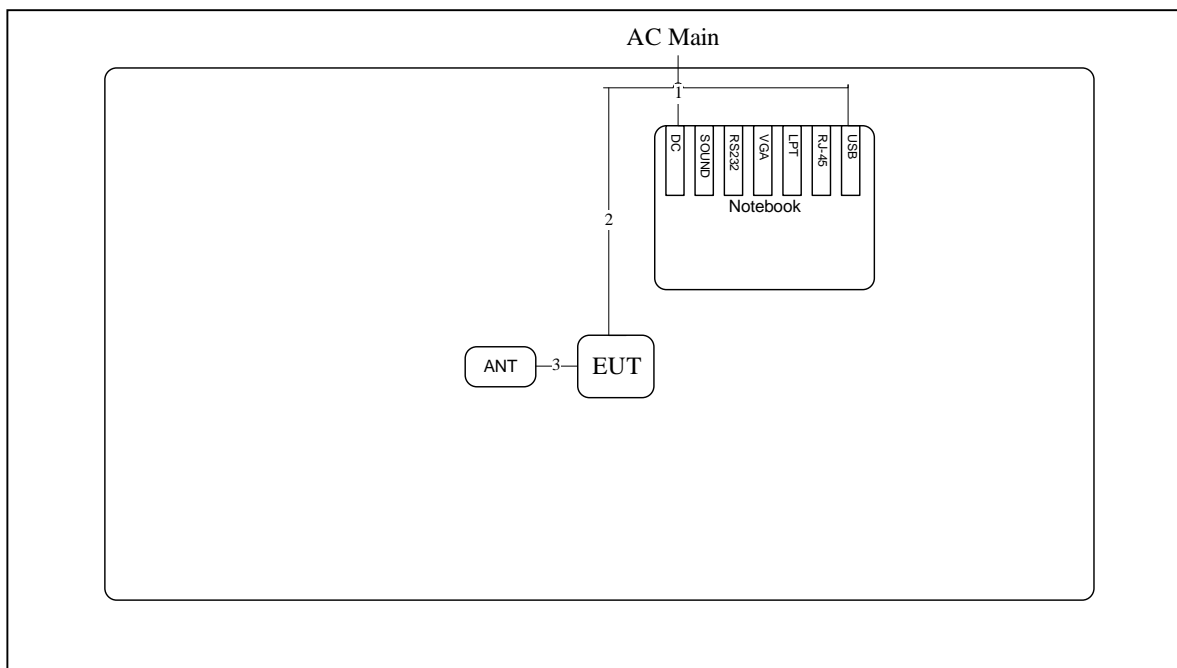 AC Main
1
DC
SOUND
RS232
VGA
LPT
RJ-45
USB
Notebook
2
ANT
3
EUT